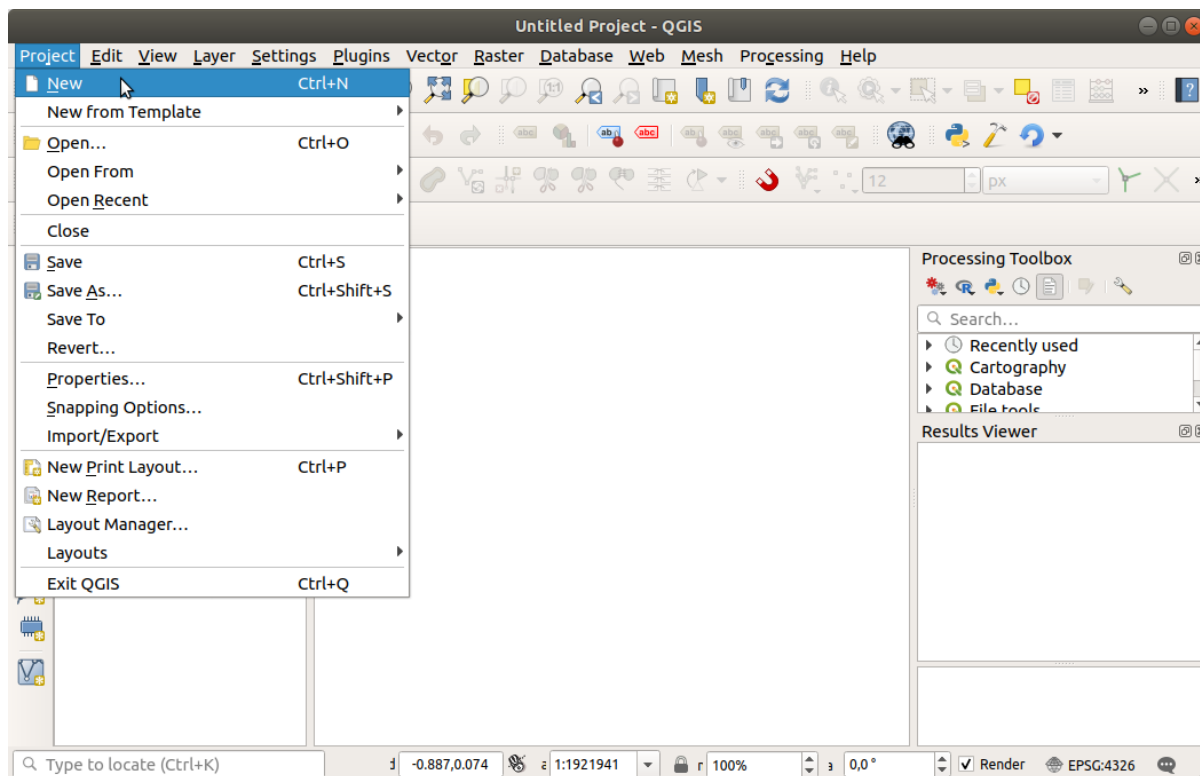 Untitled Project - QGIS
Project Edit View Layer Settings Plugins Vector Raster Database Web Mesh Processing Help
New Ctrl+N
New from Template
Open... Ctrl+O
Open From
Open Recent
Close
Save Ctrl+S
Save As... Ctrl+Shift+S
Save To
Revert...
Properties... Ctrl+Shift+P
Snapping Options...
Import/Export
New Print Layout... Ctrl+P
New Report...
Layout Manager...
Layouts
Exit QGIS Ctrl+Q
12 px
Processing Toolbox
Search...
Recently used
Cartography
Database
File tools
Results Viewer
Type to locate (Ctrl+K) -0.887,0.074 1:1921941 100% 0,0 ° Render EPSG:4326